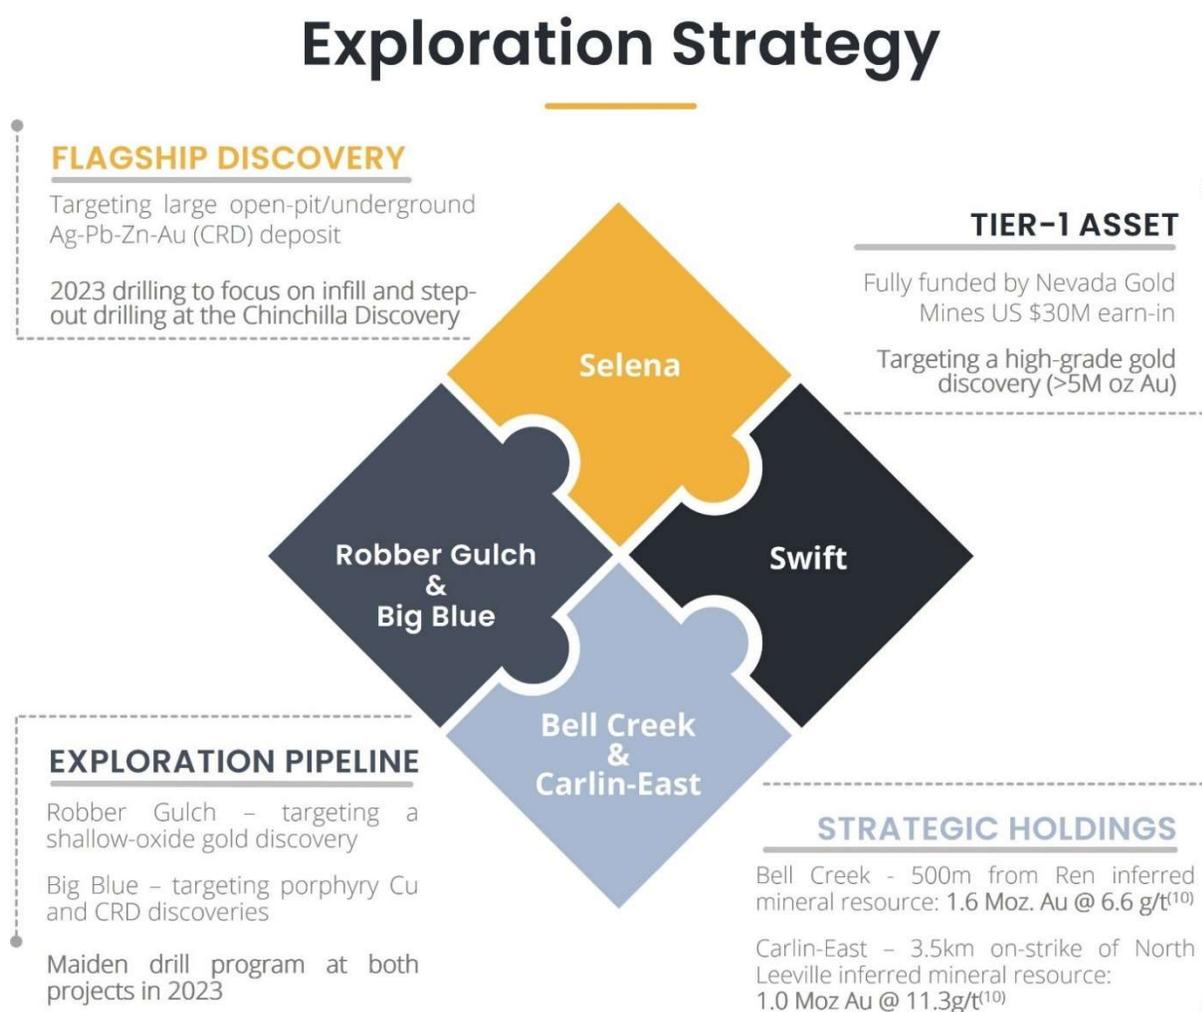 Exploration Strategy
FLAGSHIP DISCOVERY
Targeting large open-pit/underground
Ag-Pb-Zn-Au (CRD) deposit
2023 drilling to focus on infill and step-
out drilling at the Chinchilla Discovery
TIER-1 ASSET
Fully funded by Nevada Gold
Mines US $30M earn-in
Targeting a high-grade gold
discovery (>5M oz Au)
Selena
Robber Gulch
&
Big Blue
Swift
Bell Creek
&
Carlin-East
EXPLORATION PIPELINE
Robber Gulch – targeting a
shallow-oxide gold discovery
Big Blue – targeting porphyry Cu
and CRD discoveries
Maiden drill program at both
projects in 2023
STRATEGIC HOLDINGS
Bell Creek - 500m from Ren inferred
mineral resource: 1.6 Moz. Au @ 6.6 g/t(10)
Carlin-East – 3.5km on-strike of North
Leeville inferred mineral resource:
1.0 Moz Au @ 11.3g/t(10)